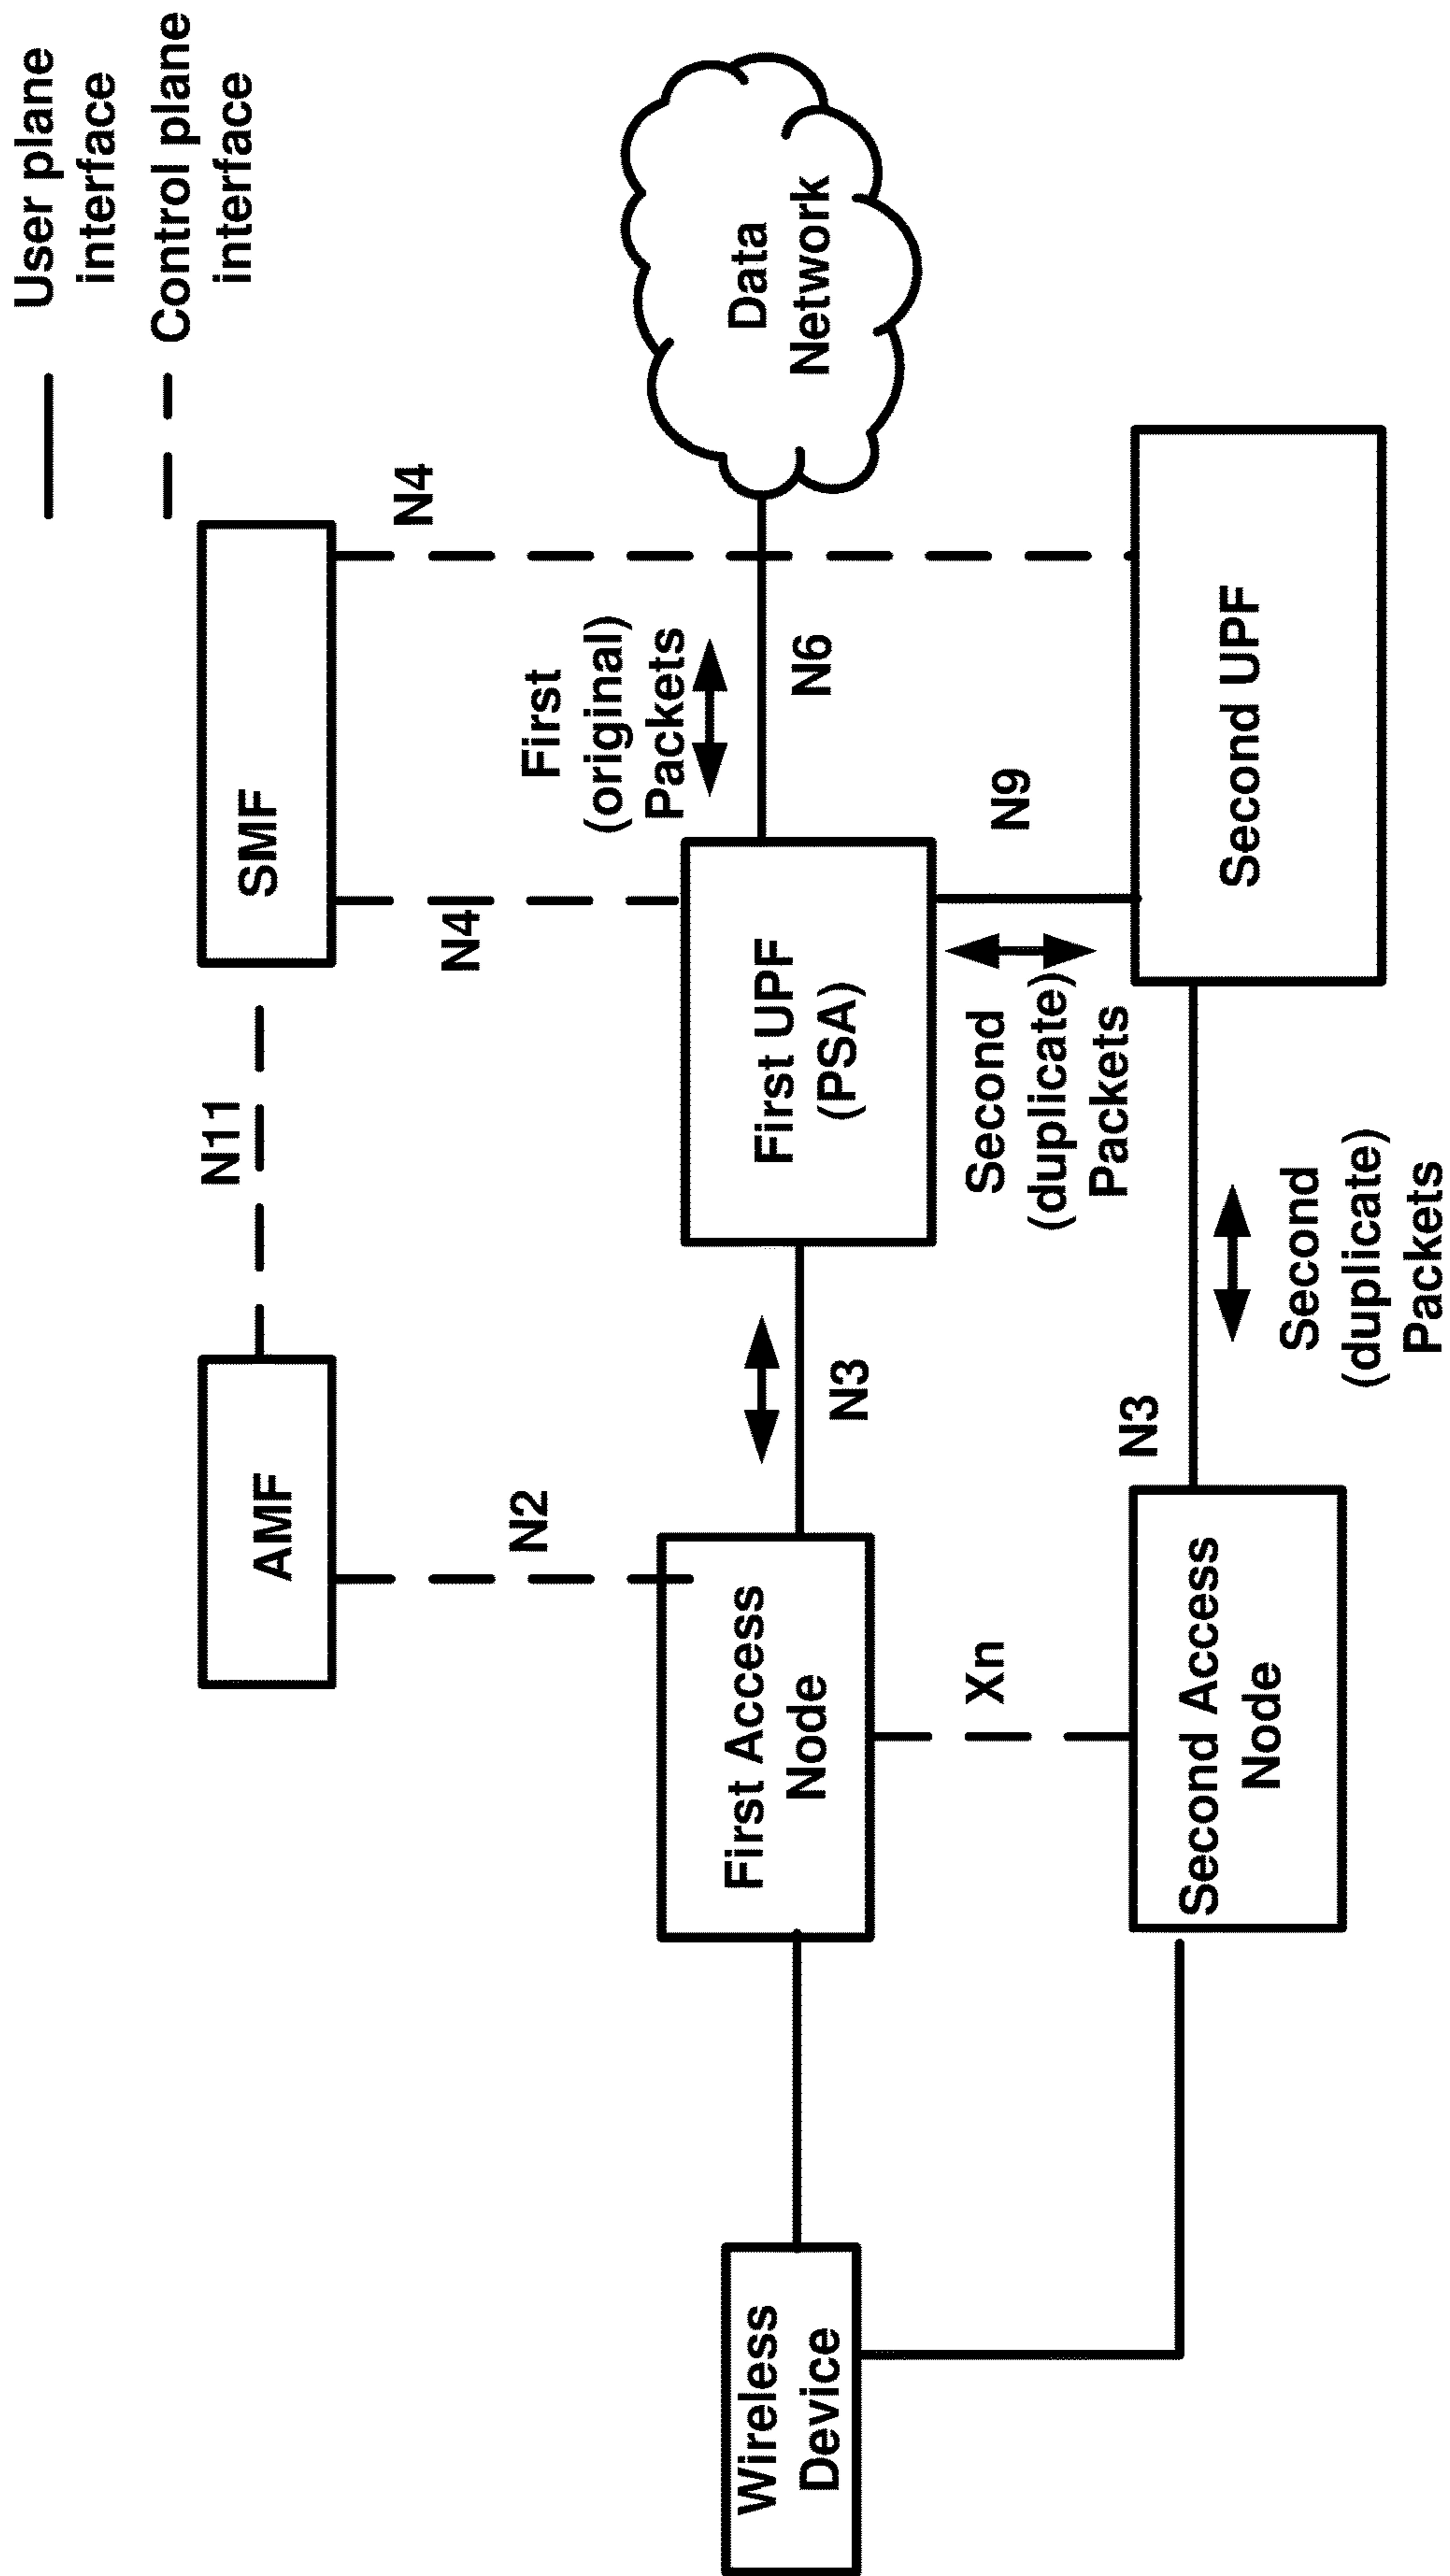 User plane
interface
Control plane
interface
AMF
N11
SMF
N2
N4
N4
First
(original)
Packets
Wireless
Device
First Access
Node
N3
First UPF
(PSA)
N6
Data
Network
Xn
Second
(duplicate)
Packets
N9
Second Access
Node
N3
Second UPF
Second
(duplicate)
Packets